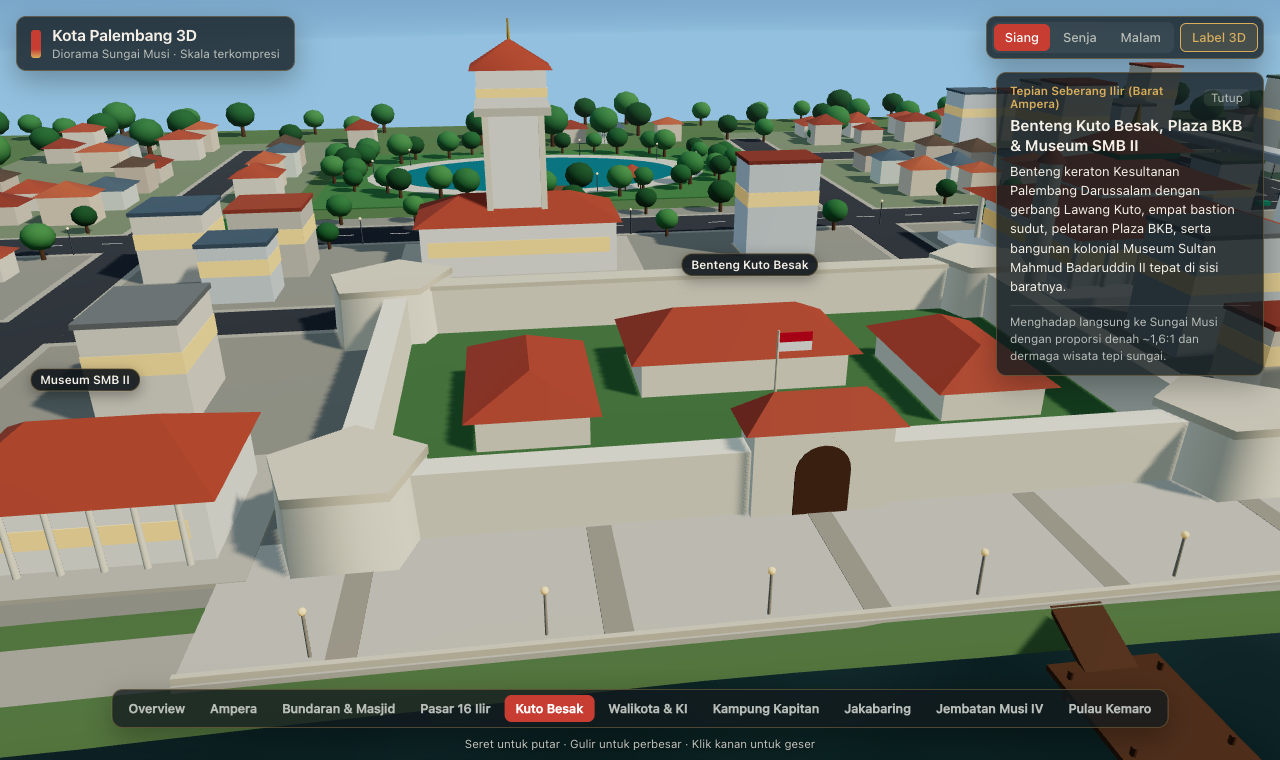 Kota Palembang 3D
Diorama Sungai Musi · Skala terkompresi
Siang Senja Malam Label 3D
Tepian Seberang Ilir (Barat
Ampera)
Tutup
Benteng Kuto Besak, Plaza BKB
& Museum SMB II
Benteng keraton Kesultanan
Palembang Darussalam dengan
gerbang Lawang Kuto, empat bastion
sudut, pelataran Plaza BKB, serta
bangunan kolonial Museum Sultan
Mahmud Badaruddin II tepat di sisi
baratnya.
Menghadap langsung ke Sungai Musi
dengan proporsi denah ~1,6:1 dan
dermaga wisata tepi sungai.
Benteng Kuto Besak
Museum SMB II
Overview Ampera Bundaran & Masjid Pasar 16 Ilir Kuto Besak Walikota & KI Kampung Kapitan Jakabaring Jembatan Musi IV Pulau Kemaro
Seret untuk putar · Gulir untuk perbesar · Klik kanan untuk geser